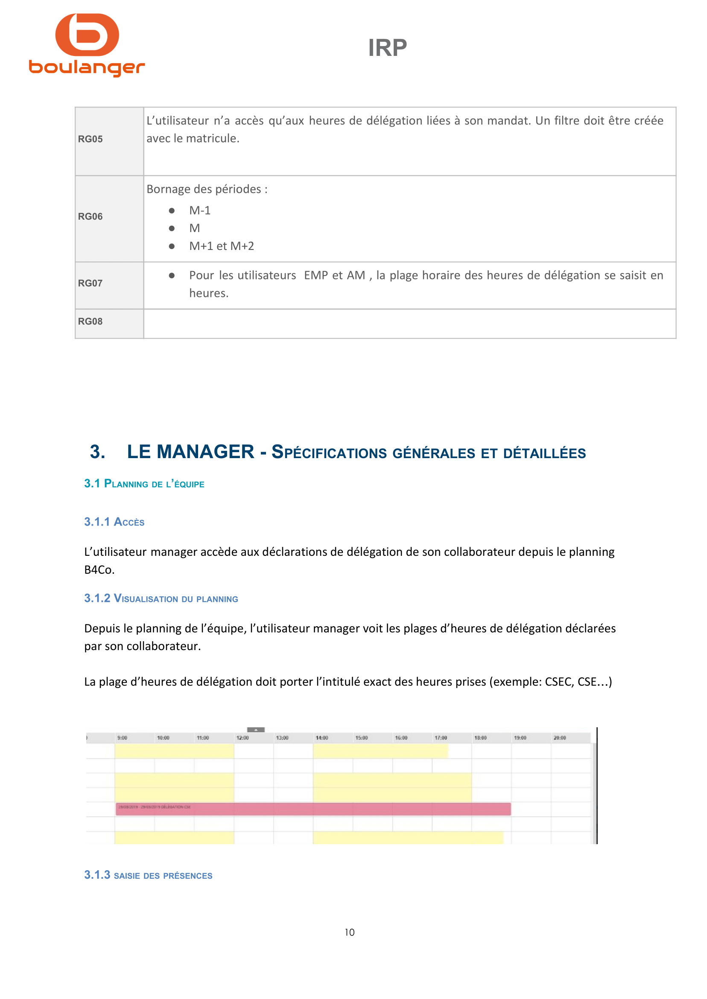 boulanger
IRP
RG05
L’utilisateur n’a accès qu’aux heures de délégation liées à son mandat. Un filtre doit être créée
avec le matricule.
RG06
Bornage des périodes :
● M-1
● M
● M+1 et M+2
RG07
● Pour les utilisateurs EMP et AM , la plage horaire des heures de délégation se saisit en
heures.
RG08
3. LE MANAGER - Spécifications générales et détaillées
3.1 Planning de l’équipe
3.1.1 Accès
L’utilisateur manager accède aux déclarations de délégation de son collaborateur depuis le planning
B4Co.
3.1.2 Visualisation du planning
Depuis le planning de l’équipe, l’utilisateur manager voit les plages d’heures de délégation déclarées
par son collaborateur.
La plage d’heures de délégation doit porter l’intitulé exact des heures prises (exemple: CSEC, CSE…)
9:00 10:00 11:00 12:00 13:00 14:00 15:00 16:00 17:00 18:00 19:00 20:00
29/08/2019 - 29/08/2019 DÉLÉGATION CSE
3.1.3 saisie des présences
10